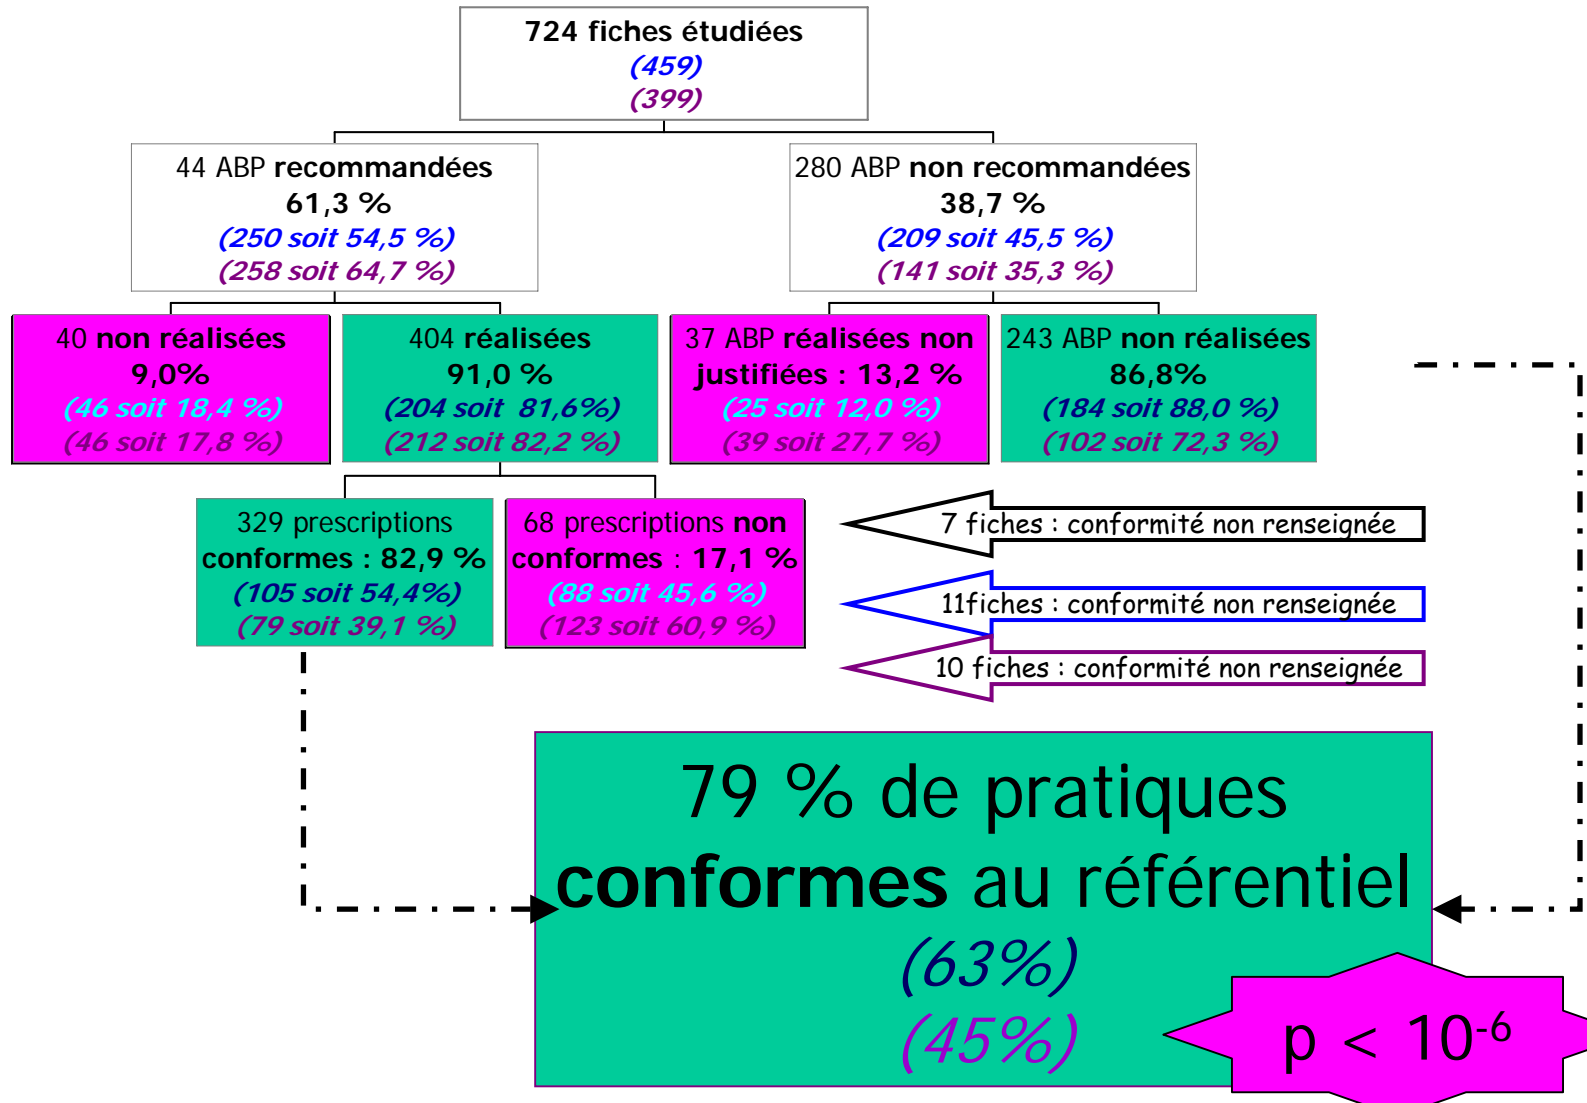 724 fiches étudiées
(459)
(399)
44 ABP recommandées
61,3 %
(250 soit 54,5 %)
(258 soit 64,7 %)
280 ABP non recommandées
38,7 %
(209 soit 45,5 %)
(141 soit 35,3 %)
40 non réalisées
9,0%
(46 soit 18,4 %)
(46 soit 17,8 %)
404 réalisées
91,0 %
(204 soit 81,6%)
(212 soit 82,2 %)
37 ABP réalisées non
justifiées : 13,2 %
(25 soit 12,0 %)
(39 soit 27,7 %)
243 ABP non réalisées
86,8%
(184 soit 88,0 %)
(102 soit 72,3 %)
329 prescriptions
conformes : 82,9 %
(105 soit 54,4%)
(79 soit 39,1 %)
68 prescriptions non
conformes : 17,1 %
(88 soit 45,6 %)
(123 soit 60,9 %)
7 fiches : conformité non renseignée
11fiches : conformité non renseignée
10 fiches : conformité non renseignée
79 % de pratiques
conformes au référentiel
(63%)
(45%)
p < 10⁻⁶